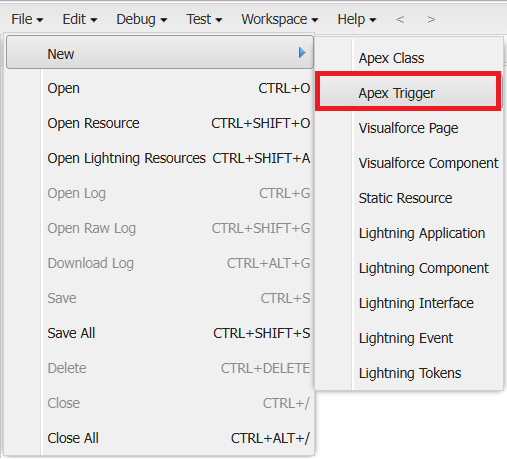 File ▾ Edit ▾ Debug ▾ Test ▾ Workspace ▾ Help ▾ < >
New
Open CTRL+O
Open Resource CTRL+SHIFT+O
Open Lightning Resources CTRL+SHIFT+A
Open Log CTRL+G
Open Raw Log CTRL+SHIFT+G
Download Log CTRL+ALT+G
Save CTRL+S
Save All CTRL+SHIFT+S
Delete CTRL+DELETE
Close CTRL+/
Close All CTRL+ALT+/
Apex Class
Apex Trigger
Visualforce Page
Visualforce Component
Static Resource
Lightning Application
Lightning Component
Lightning Interface
Lightning Event
Lightning Tokens